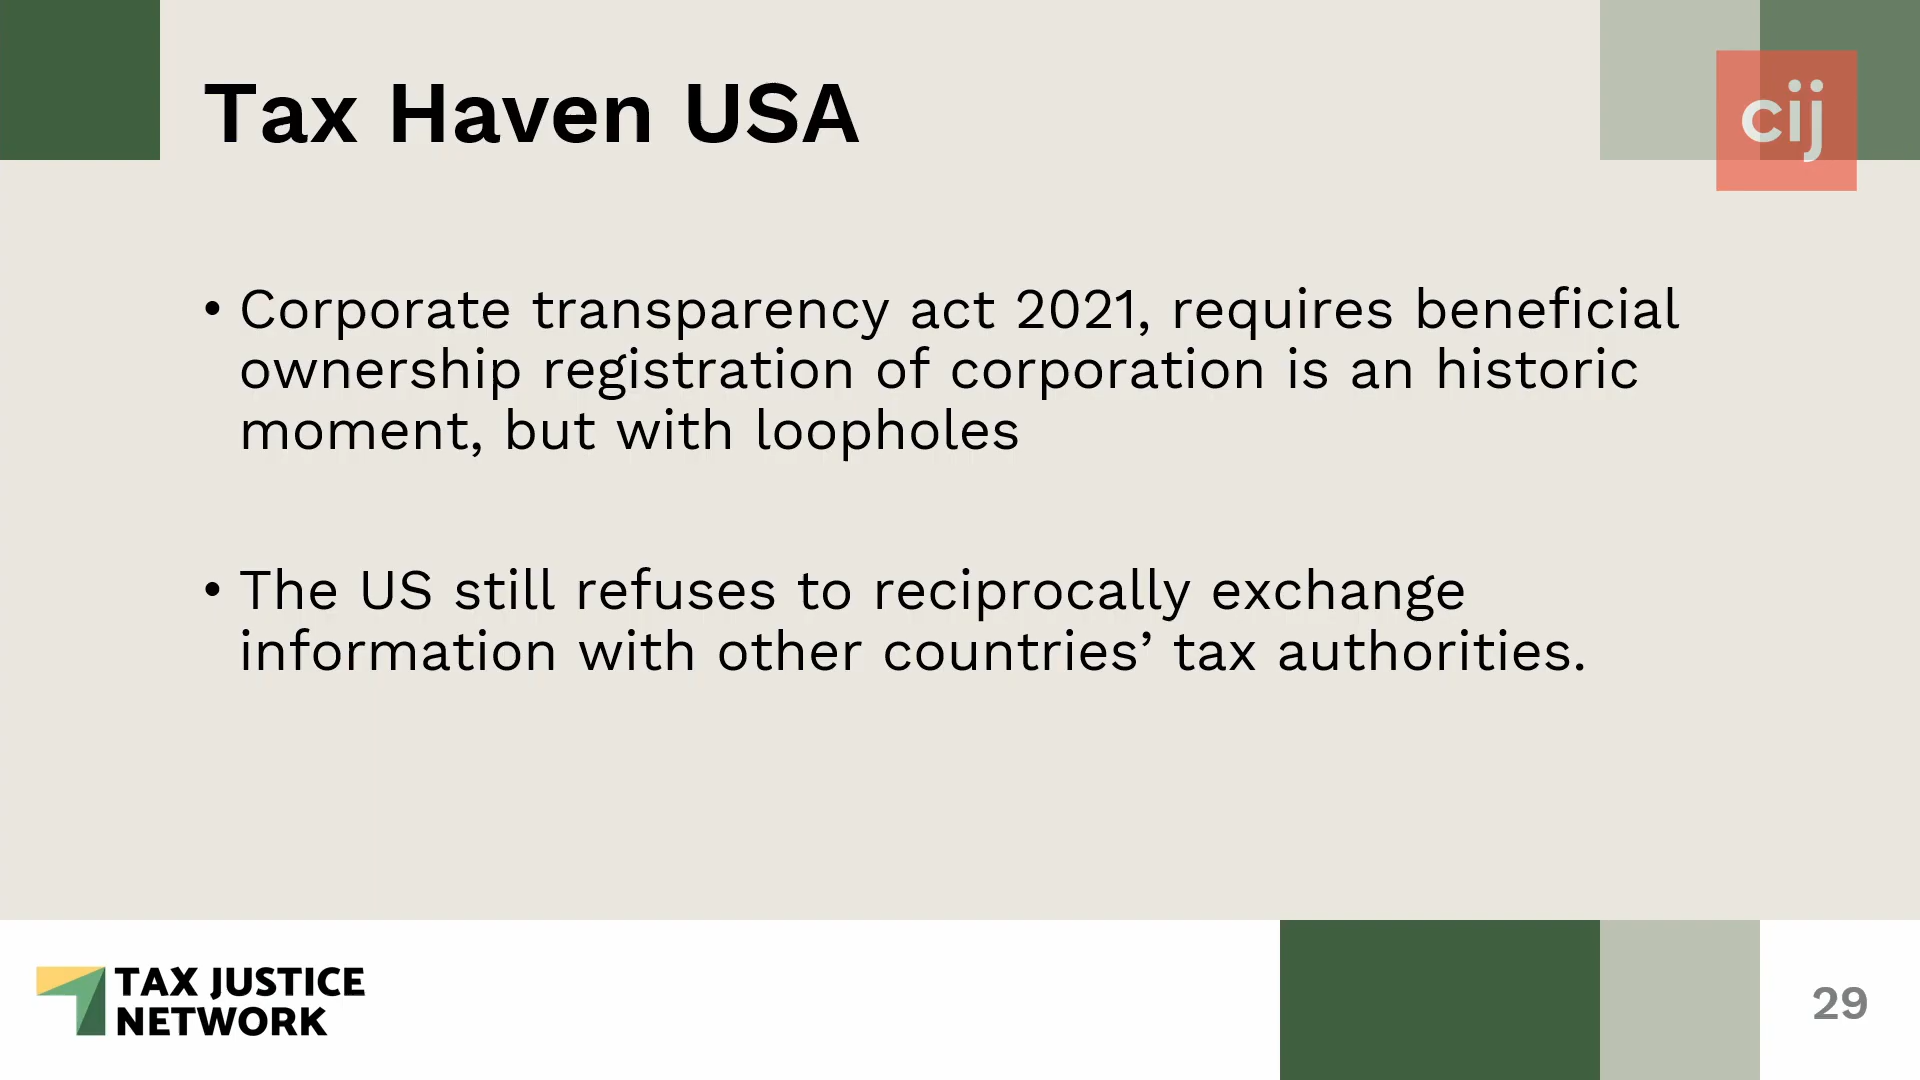 Tax Haven USA
cij
• Corporate transparency act 2021, requires beneficial
ownership registration of corporation is an historic
moment, but with loopholes
• The US still refuses to reciprocally exchange
information with other countries’ tax authorities.
TAX JUSTICE
NETWORK
29